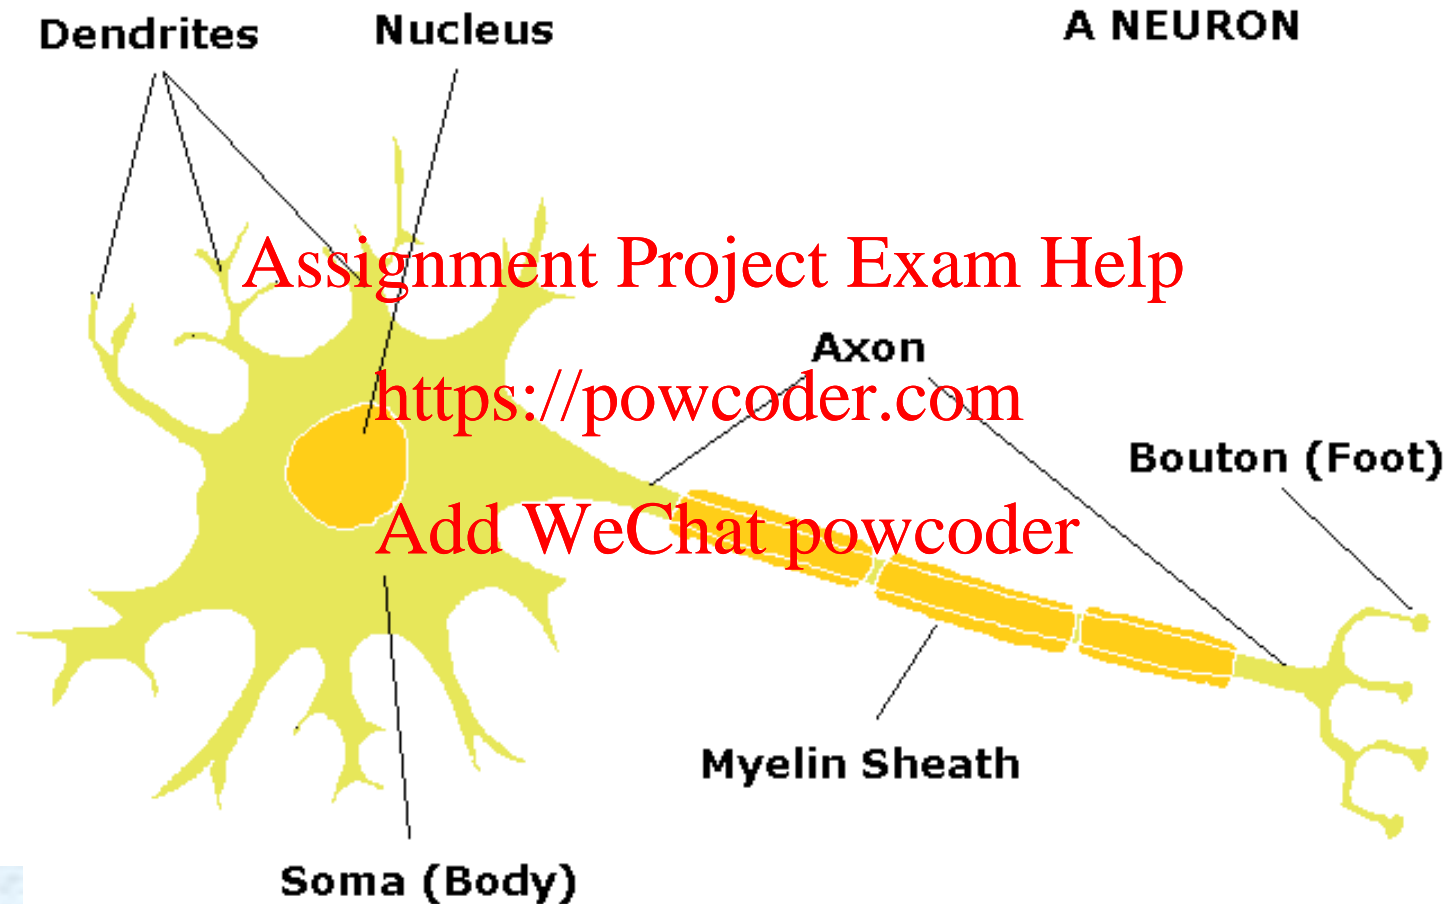 Dendrites
Nucleus
A NEURON
Assignment Project Exam Help
Axon
https://powcoder.com
Bouton (Foot)
Add WeChat powcoder
Myelin Sheath
Soma (Body)